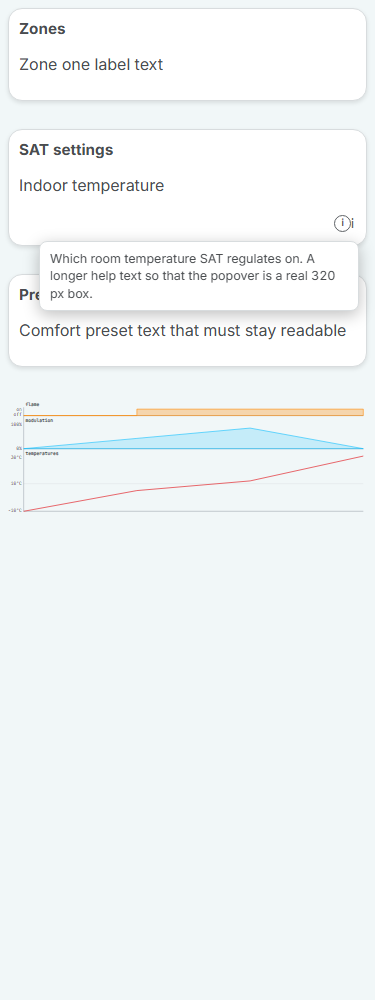 Zones
Zone one label text
SAT settings
Indoor temperature
i i
Which room temperature SAT regulates on. A
longer help text so that the popover is a real 320
px box.
Pre
Comfort preset text that must stay readable
flame
on
off
modulation
100%
0%
temperatures
10°C